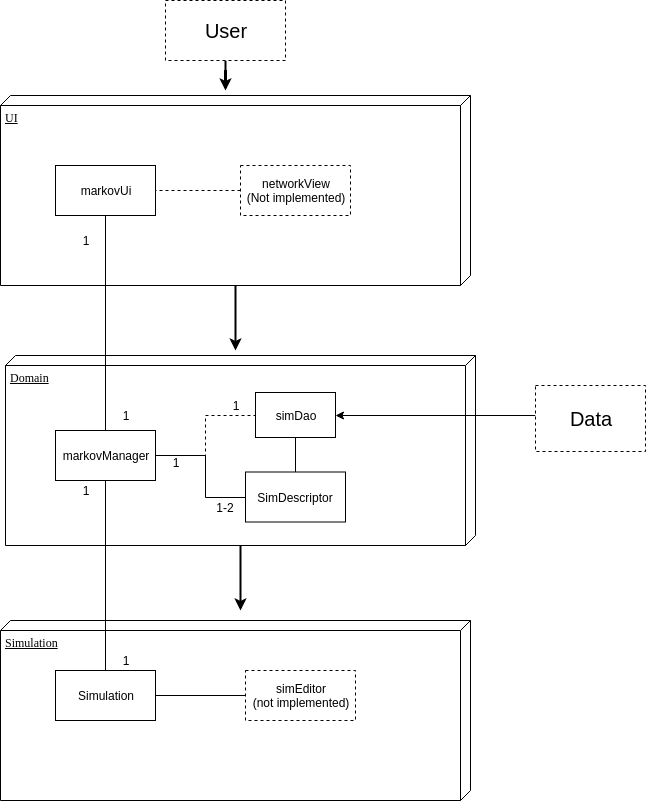 User
UI
markovUi
networkView
(Not implemented)
1
Domain
1
1
simDao
Data
markovManager
1
1
1-2
SimDescriptor
Simulation
1
Simulation
simEditor
(not implemented)